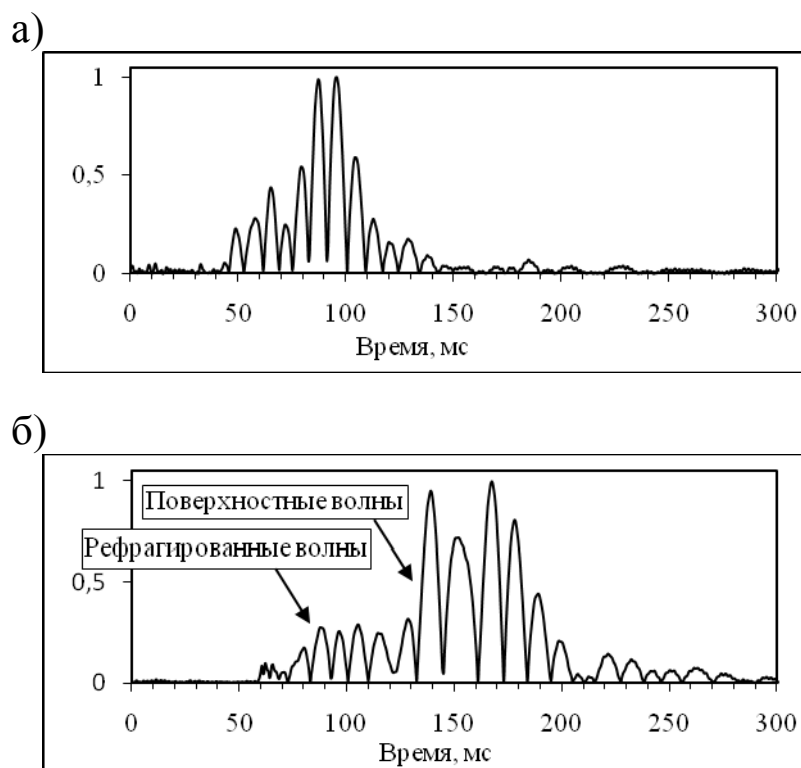 а)
1
0,5
0
0 50 100 150 200 250 300
Время, мс
б)
1
Поверхностные волны
Рефрагированные волны
0,5
0
0 50 100 150 200 250 300
Время, мс